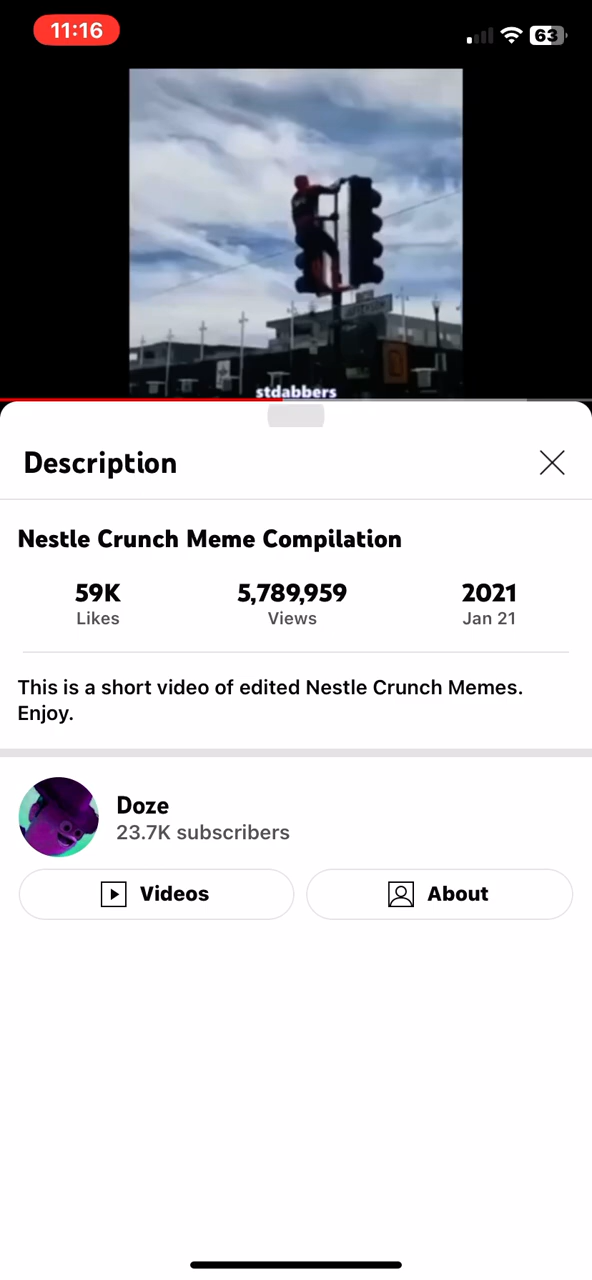 11:16
63
stdabbers
Description
Nestle Crunch Meme Compilation
59K 5,789,959 2021
Likes Views Jan 21
This is a short video of edited Nestle Crunch Memes.
Enjoy.
Doze
23.7K subscribers
Videos About